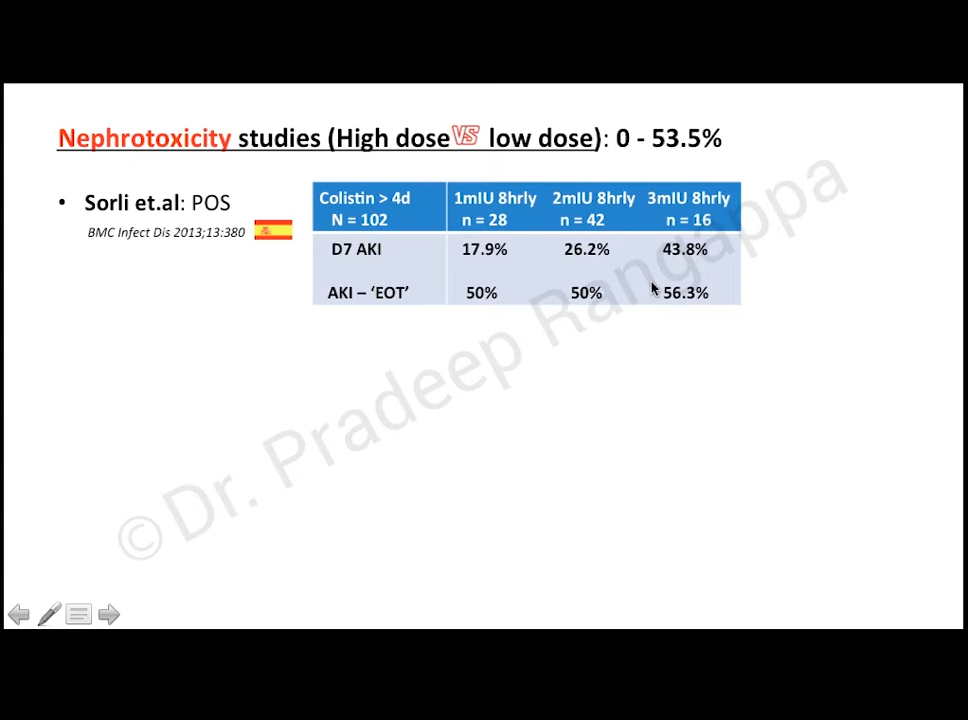 Nephrotoxicity studies (High dose VS low dose): 0 - 53.5%
• Sorli et.al: POS
BMC Infect Dis 2013;13:380
Colistin > 4d 1mIU 8hrly 2mIU 8hrly 3mIU 8hrly
N = 102 n = 28 n = 42 n = 16
D7 AKI 17.9% 26.2% 43.8%
AKI – ‘EOT’ 50% 50% 56.3%
© Dr. Pradeep Rangappa